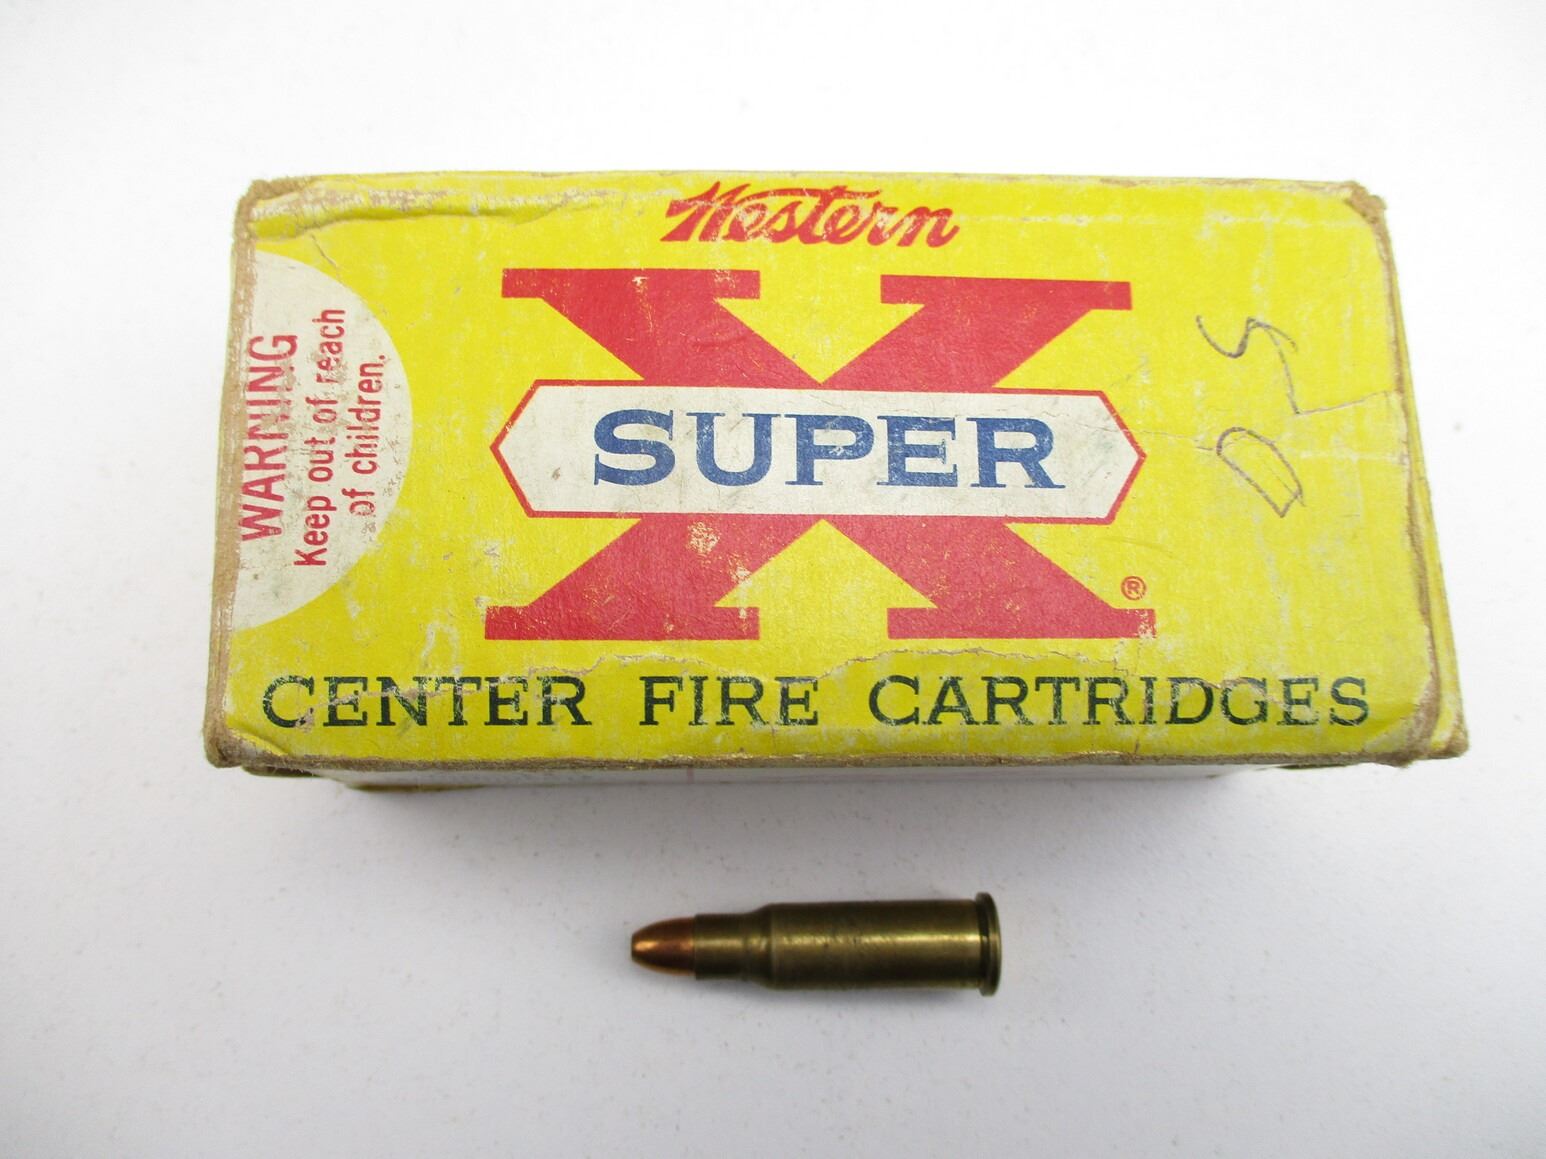 Western
SUPER X
®
CENTER FIRE CARTRIDGES
WARNING
Keep out of reach
of children.